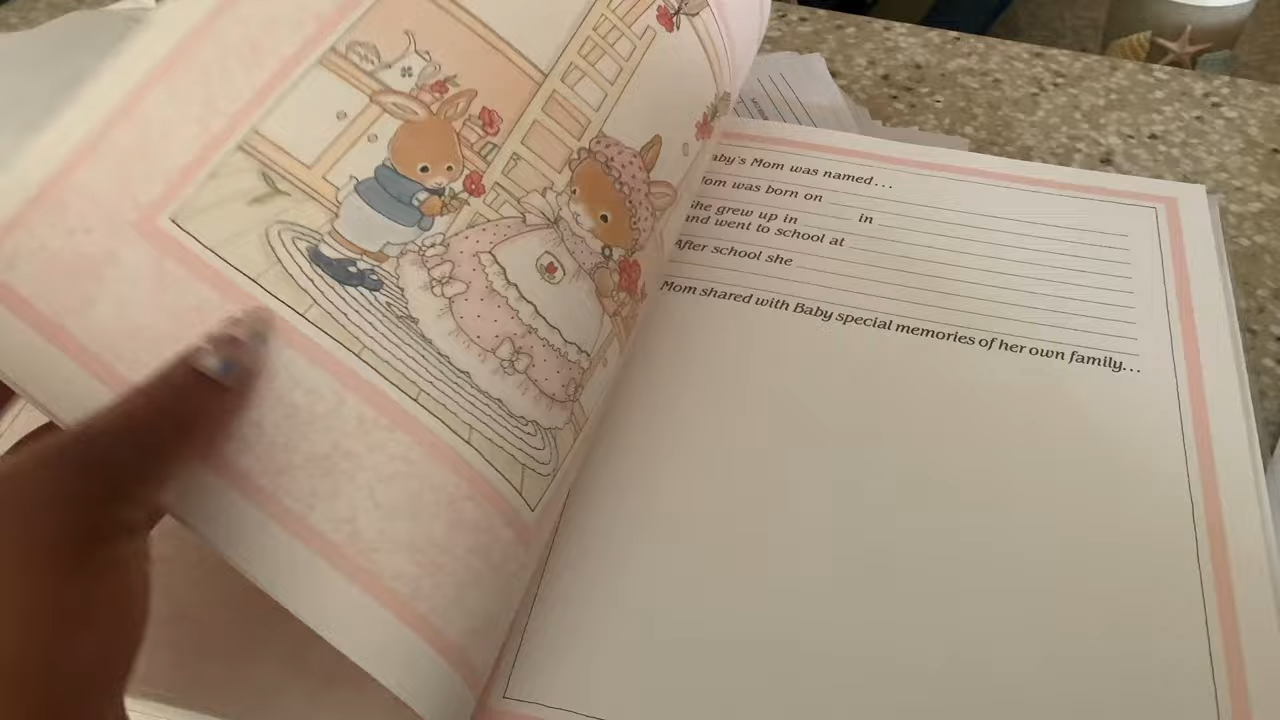 aby's Mom was named...
Mom was born on ____ in
She grew up in
and went to school at
After school she
Mom shared with Baby special memories of her own family...